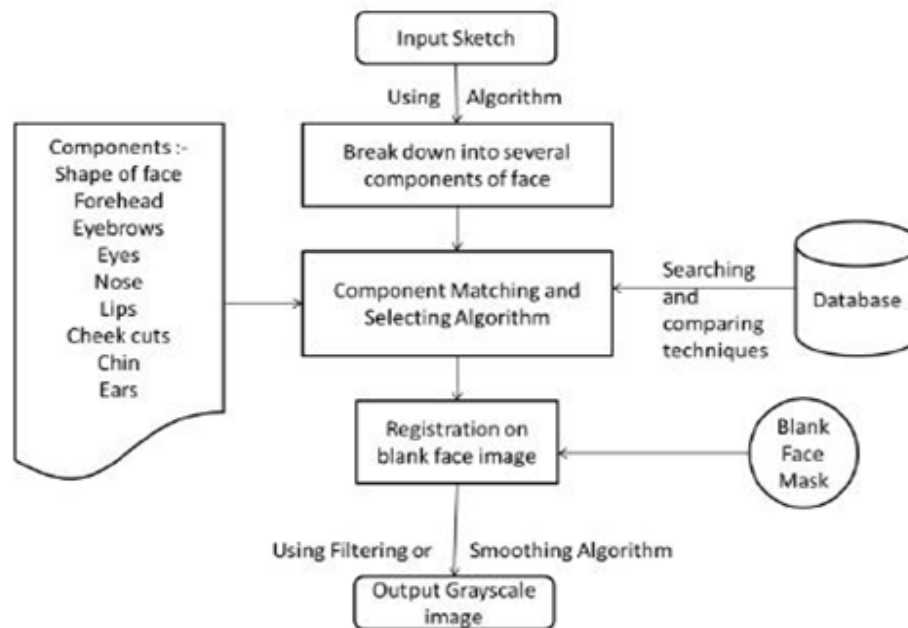 Input Sketch
Using Algorithm
Break down into several
components of face
Components :-
Shape of face
Forehead
Eyebrows
Eyes
Nose
Lips
Cheek cuts
Chin
Ears
Component Matching and
Selecting Algorithm
Searching
and
comparing
techniques
Database
Registration on
blank face image
Blank
Face
Mask
Using Filtering or Smoothing Algorithm
Output Grayscale
image